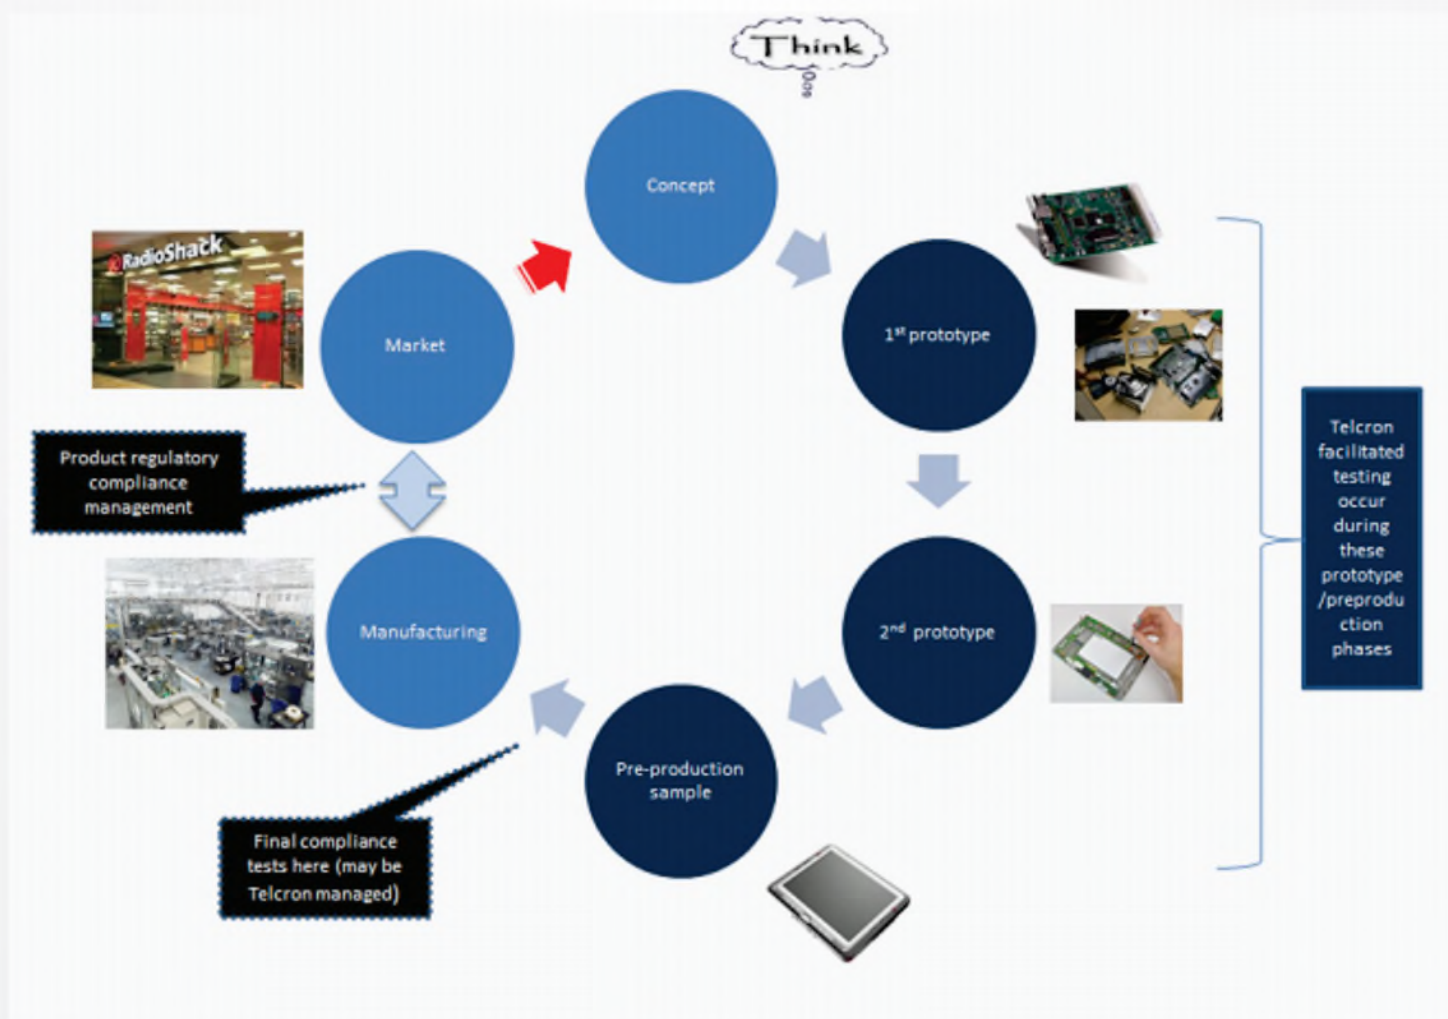 Think
Concept
RadioShack
Market
1st prototype
Product regulatory
compliance
management
Telcron
facilitated
testing
occur
during
these
prototype
/preprodu
ction
phases
Manufacturing
2nd prototype
Pre-production
sample
Final compliance
tests here (may be
Telcron managed)